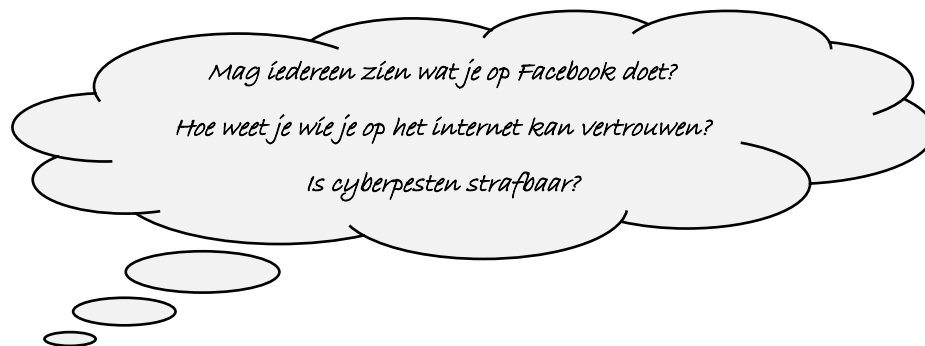 Mag iedereen zien wat je op Facebook doet?
Hoe weet je wie je op het internet kan vertrouwen?
Is cyberpesten strafbaar?